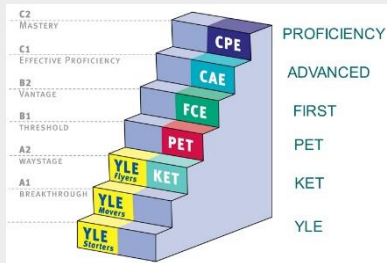 C2
MASTERY
CPE
PROFICIENCY
C1
EFFECTIVE PROFICIENCY
CAE
ADVANCED
B2
VANTAGE
FCE
FIRST
B1
THRESHOLD
PET
PET
A2
WAYSTAGE
YLE
Flyers
KET
KET
A1
BREAKTHROUGH
YLE
Movers
YLE
YLE
Starters